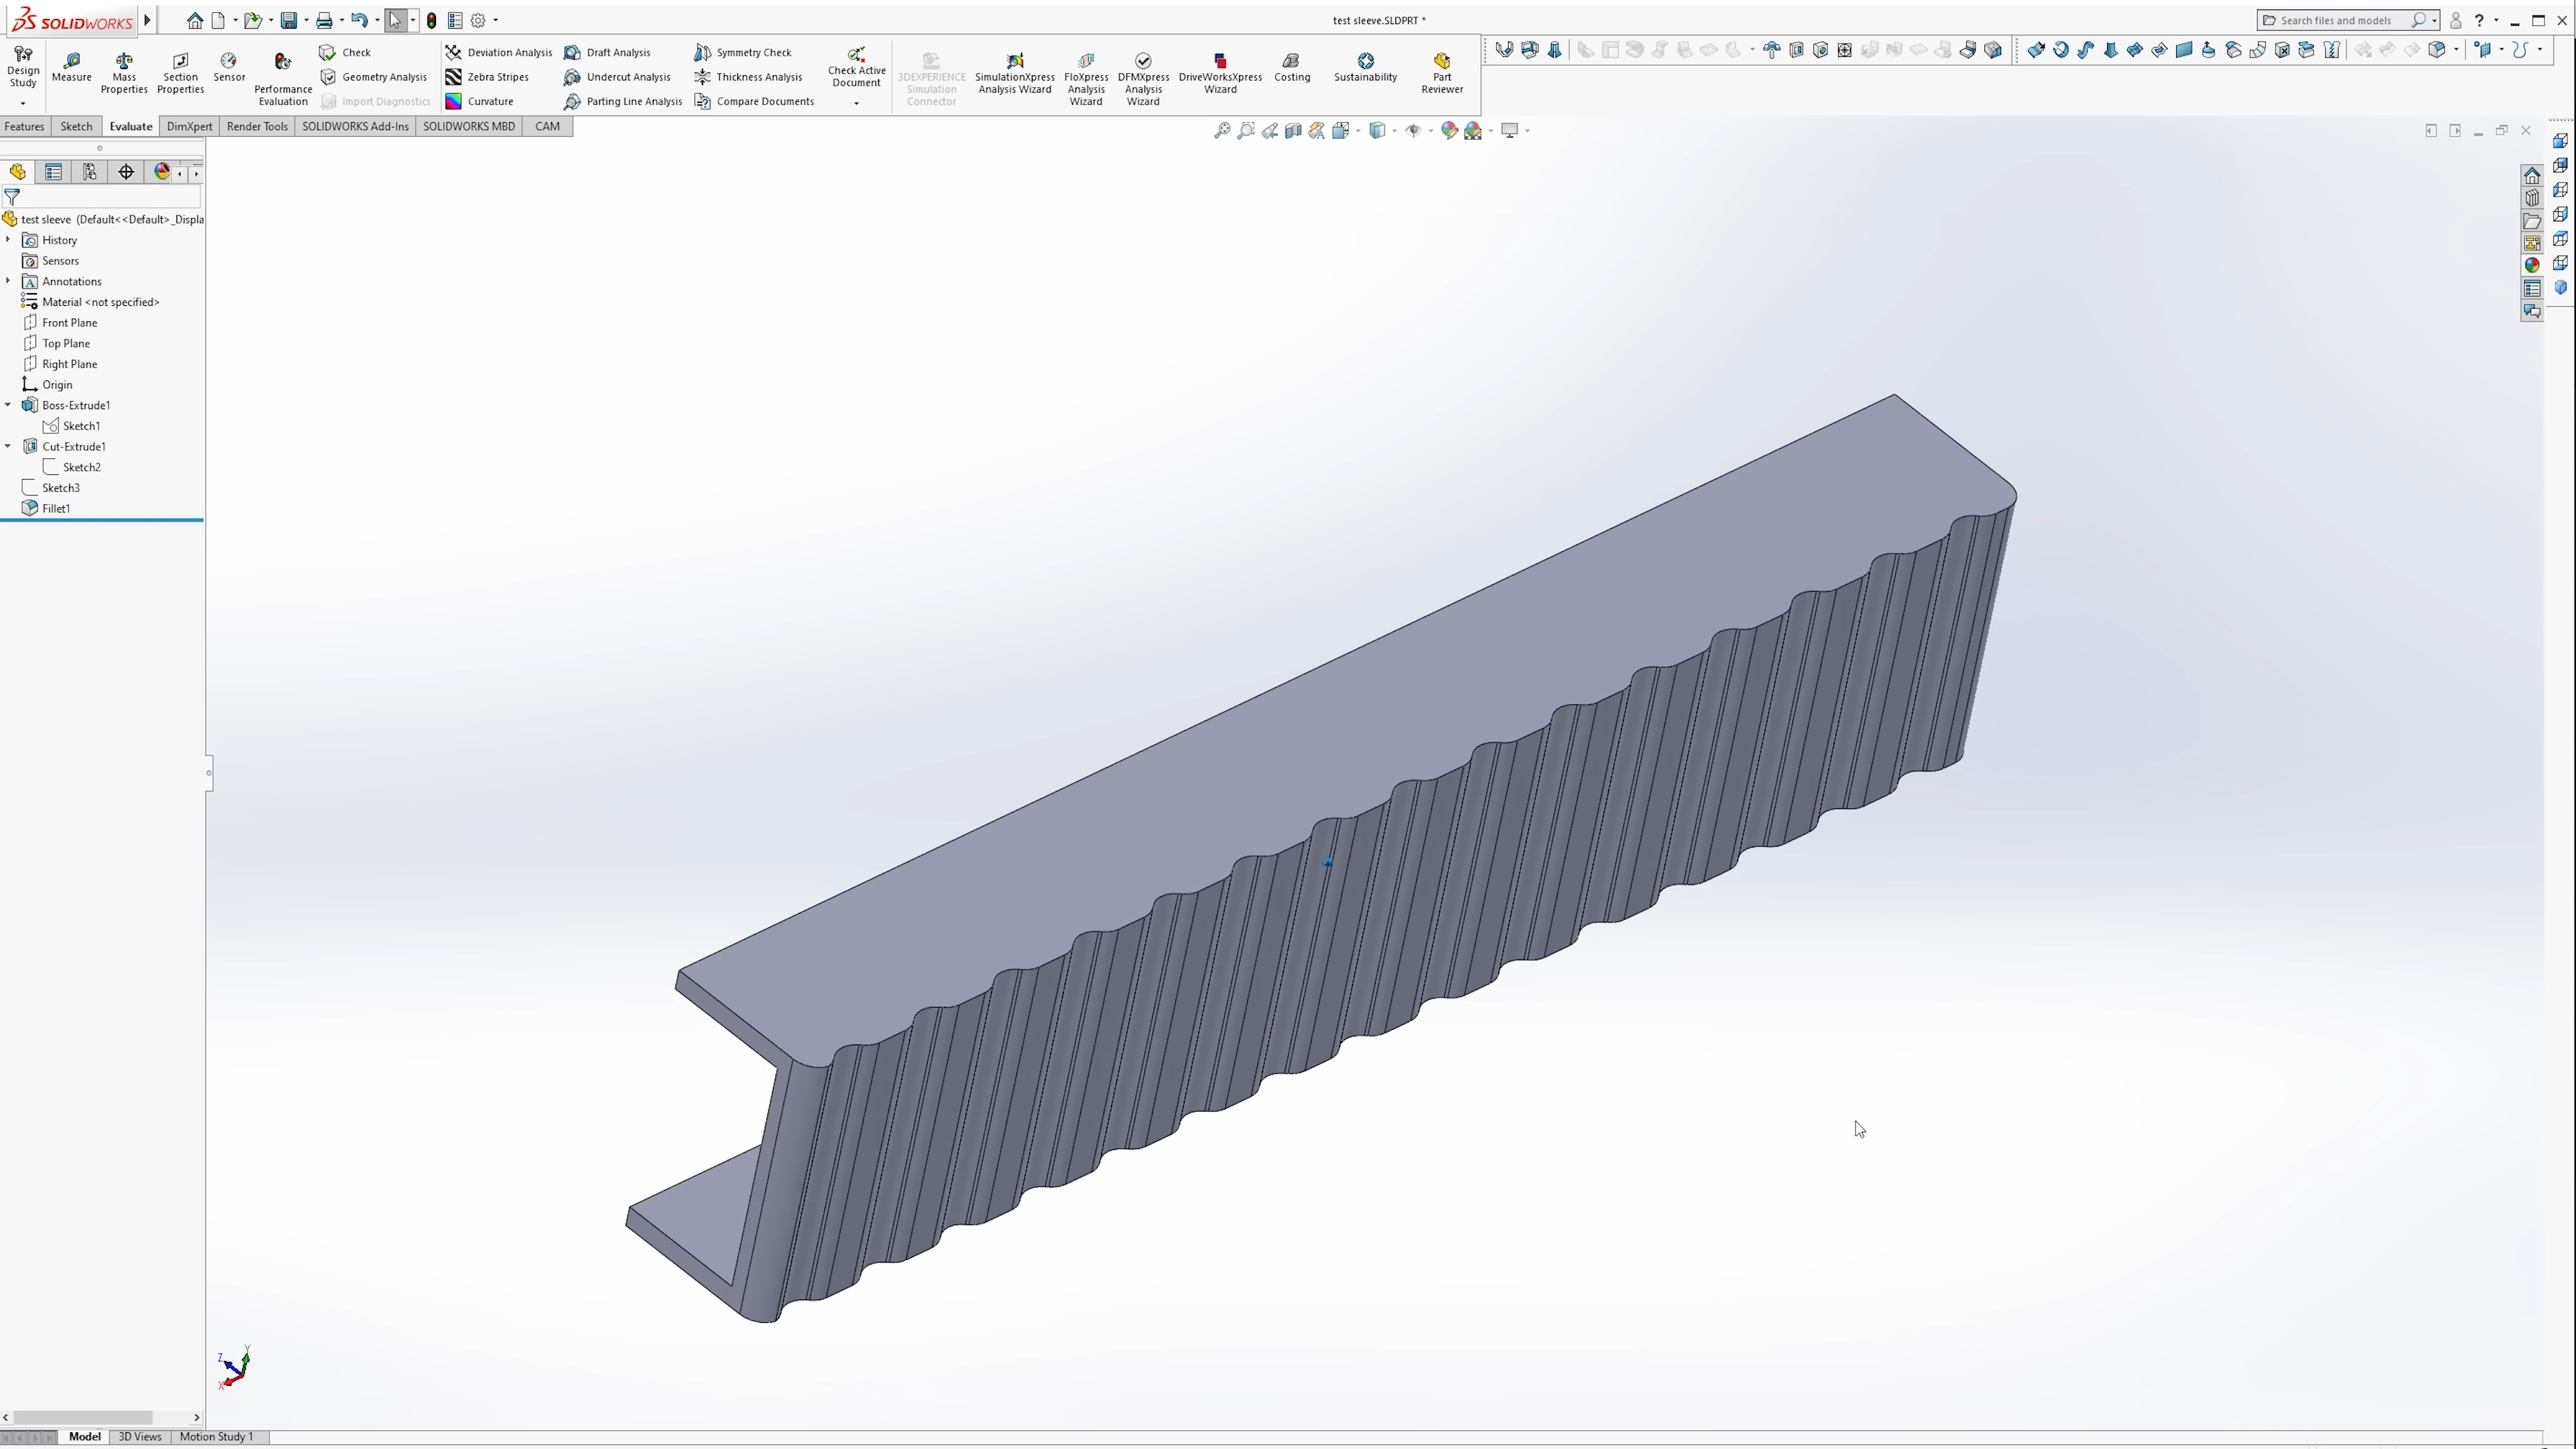 SOLIDWORKS
test sleeve.SLDPRT *
Search files and models
?
Design Study
Measure
Mass Properties
Section Properties
Sensor
Performance Evaluation
Check
Geometry Analysis
Import Diagnostics
Deviation Analysis
Zebra Stripes
Curvature
Draft Analysis
Undercut Analysis
Parting Line Analysis
Symmetry Check
Thickness Analysis
Compare Documents
Check Active Document
3DEXPERIENCE Simulation Connector
SimulationXpress Analysis Wizard
FloXpress Analysis Wizard
DFMXpress Analysis Wizard
DriveWorksXpress Wizard
Costing
Sustainability
Part Reviewer
Features
Sketch
Evaluate
DimXpert
Render Tools
SOLIDWORKS Add-Ins
SOLIDWORKS MBD
CAM
test sleeve (Default<<Default>_Displa
History
Sensors
Annotations
Material <not specified>
Front Plane
Top Plane
Right Plane
Origin
Boss-Extrude1
Sketch1
Cut-Extrude1
Sketch2
Sketch3
Fillet1
Y
Z
X
Model
3D Views
Motion Study 1